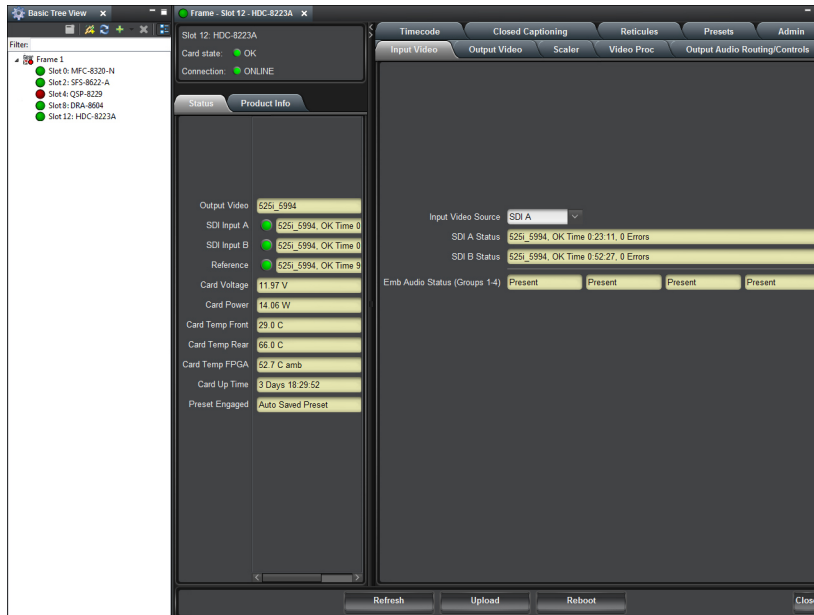 Basic Tree View
Filter:
Frame 1
Slot 0: MFC-8320-N
Slot 2: SFS-8622-A
Slot 4: QSP-8229
Slot 8: DRA-8604
Slot 12: HDC-8223A
Frame - Slot 12 - HDC-8223A
Slot 12: HDC-8223A
Card state: OK
Connection: ONLINE
Status Product Info
Output Video 525i_5994
SDI Input A 525i_5994, OK Time 0
SDI Input B 525i_5994, OK Time 0
Reference 525i_5994, OK Time 9
Card Voltage 11.97 V
Card Power 14.06 W
Card Temp Front 29.0 C
Card Temp Rear 66.0 C
Card Temp FPGA 52.7 C amb
Card Up Time 3 Days 18:29:52
Preset Engaged Auto Saved Preset
Timecode Closed Captioning Reticules Presets Admin
Input Video Output Video Scaler Video Proc Output Audio Routing/Controls
Input Video Source SDI A
SDI A Status 525i_5994, OK Time 0:23:11, 0 Errors
SDI B Status 525i_5994, OK Time 0:52:27, 0 Errors
Emb Audio Status (Groups 1-4) Present Present Present Present
Refresh Upload Reboot Close